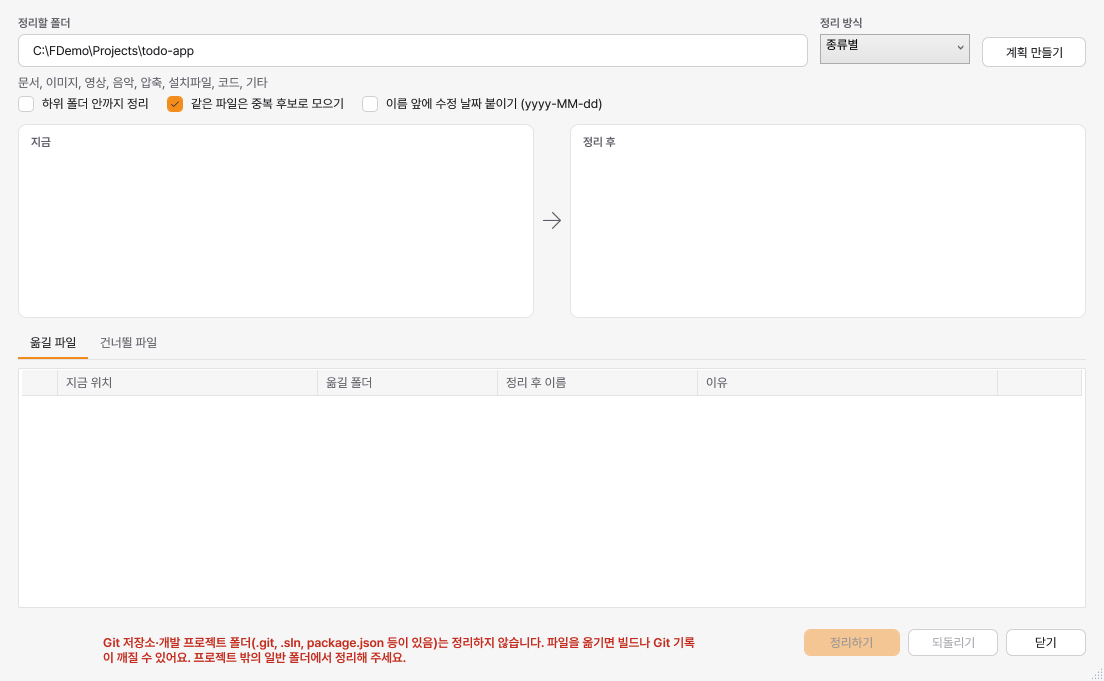 정리할 폴더
정리 방식
C:\FDemo\Projects\todo-app
종류별
계획 만들기
문서, 이미지, 영상, 음악, 압축, 설치파일, 코드, 기타
하위 폴더 안까지 정리
같은 파일은 중복 후보로 모으기
이름 앞에 수정 날짜 붙이기 (yyyy-MM-dd)
지금
정리 후
옮길 파일
건너뛸 파일
지금 위치
옮길 폴더
정리 후 이름
이유
Git 저장소·개발 프로젝트 폴더(.git, .sln, package.json 등이 있음)는 정리하지 않습니다. 파일을 옮기면 빌드나 Git 기록
이 깨질 수 있어요. 프로젝트 밖의 일반 폴더에서 정리해 주세요.
정리하기
되돌리기
닫기